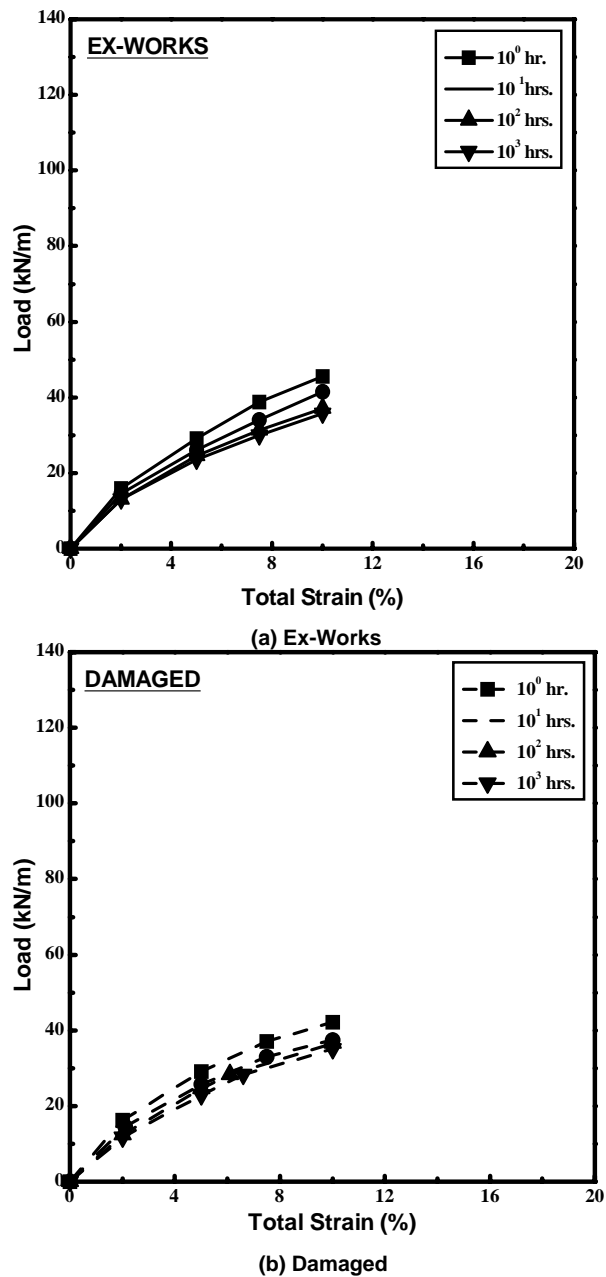 140
EX-WORKS
10⁰ hr.
10¹ hrs.
10² hrs.
10³ hrs.
120
100
80
60
40
20
0
Load (kN/m)
0 4 8 12 16 20
Total Strain (%)
(a) Ex-Works
140
DAMAGED
10⁰ hr.
10¹ hrs.
10² hrs.
10³ hrs.
120
100
80
60
40
20
0
Load (kN/m)
0 4 8 12 16 20
Total Strain (%)
(b) Damaged